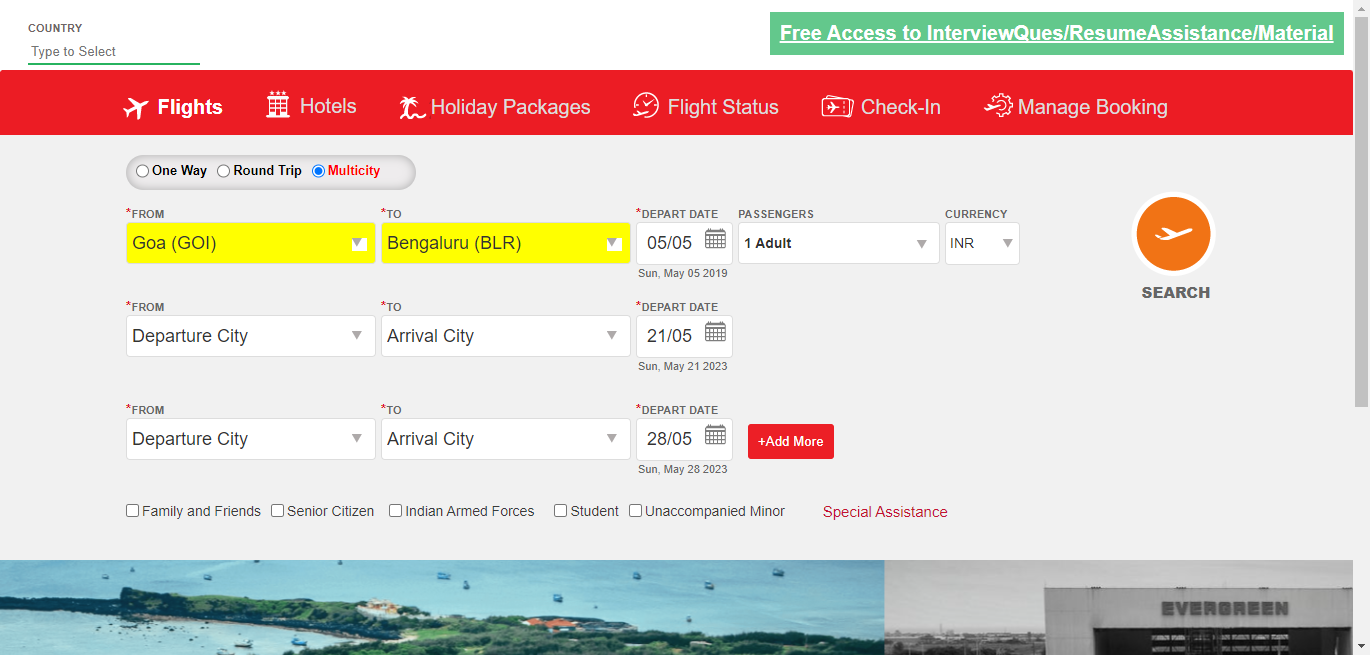 COUNTRY
Type to Select
Free Access to InterviewQues/ResumeAssistance/Material
Flights Hotels Holiday Packages Flight Status Check-In Manage Booking
One Way Round Trip Multicity
*FROM *TO *DEPART DATE PASSENGERS CURRENCY
Goa (GOI) Bengaluru (BLR) 05/05 1 Adult INR
Sun, May 05 2019
SEARCH
*FROM *TO *DEPART DATE
Departure City Arrival City 21/05
Sun, May 21 2023
*FROM *TO *DEPART DATE
Departure City Arrival City 28/05 +Add More
Sun, May 28 2023
Family and Friends Senior Citizen Indian Armed Forces Student Unaccompanied Minor Special Assistance
EVERGREEN